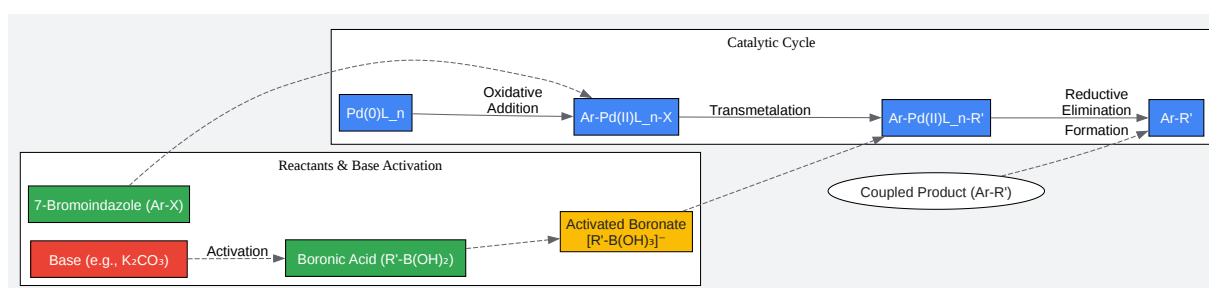 Catalytic Cycle
Pd(0)L_n
Oxidative
Addition
Ar-Pd(II)L_n-X
Transmetalation
Ar-Pd(II)L_n-R'
Reductive
Elimination
Formation
Ar-R'
Reactants & Base Activation
7-Bromoindazole (Ar-X)
Coupled Product (Ar-R')
Base (e.g., K₂CO₃)
Activation
Boronic Acid (R'-B(OH)₂)
Activated Boronate
[R'-B(OH)₃]⁻